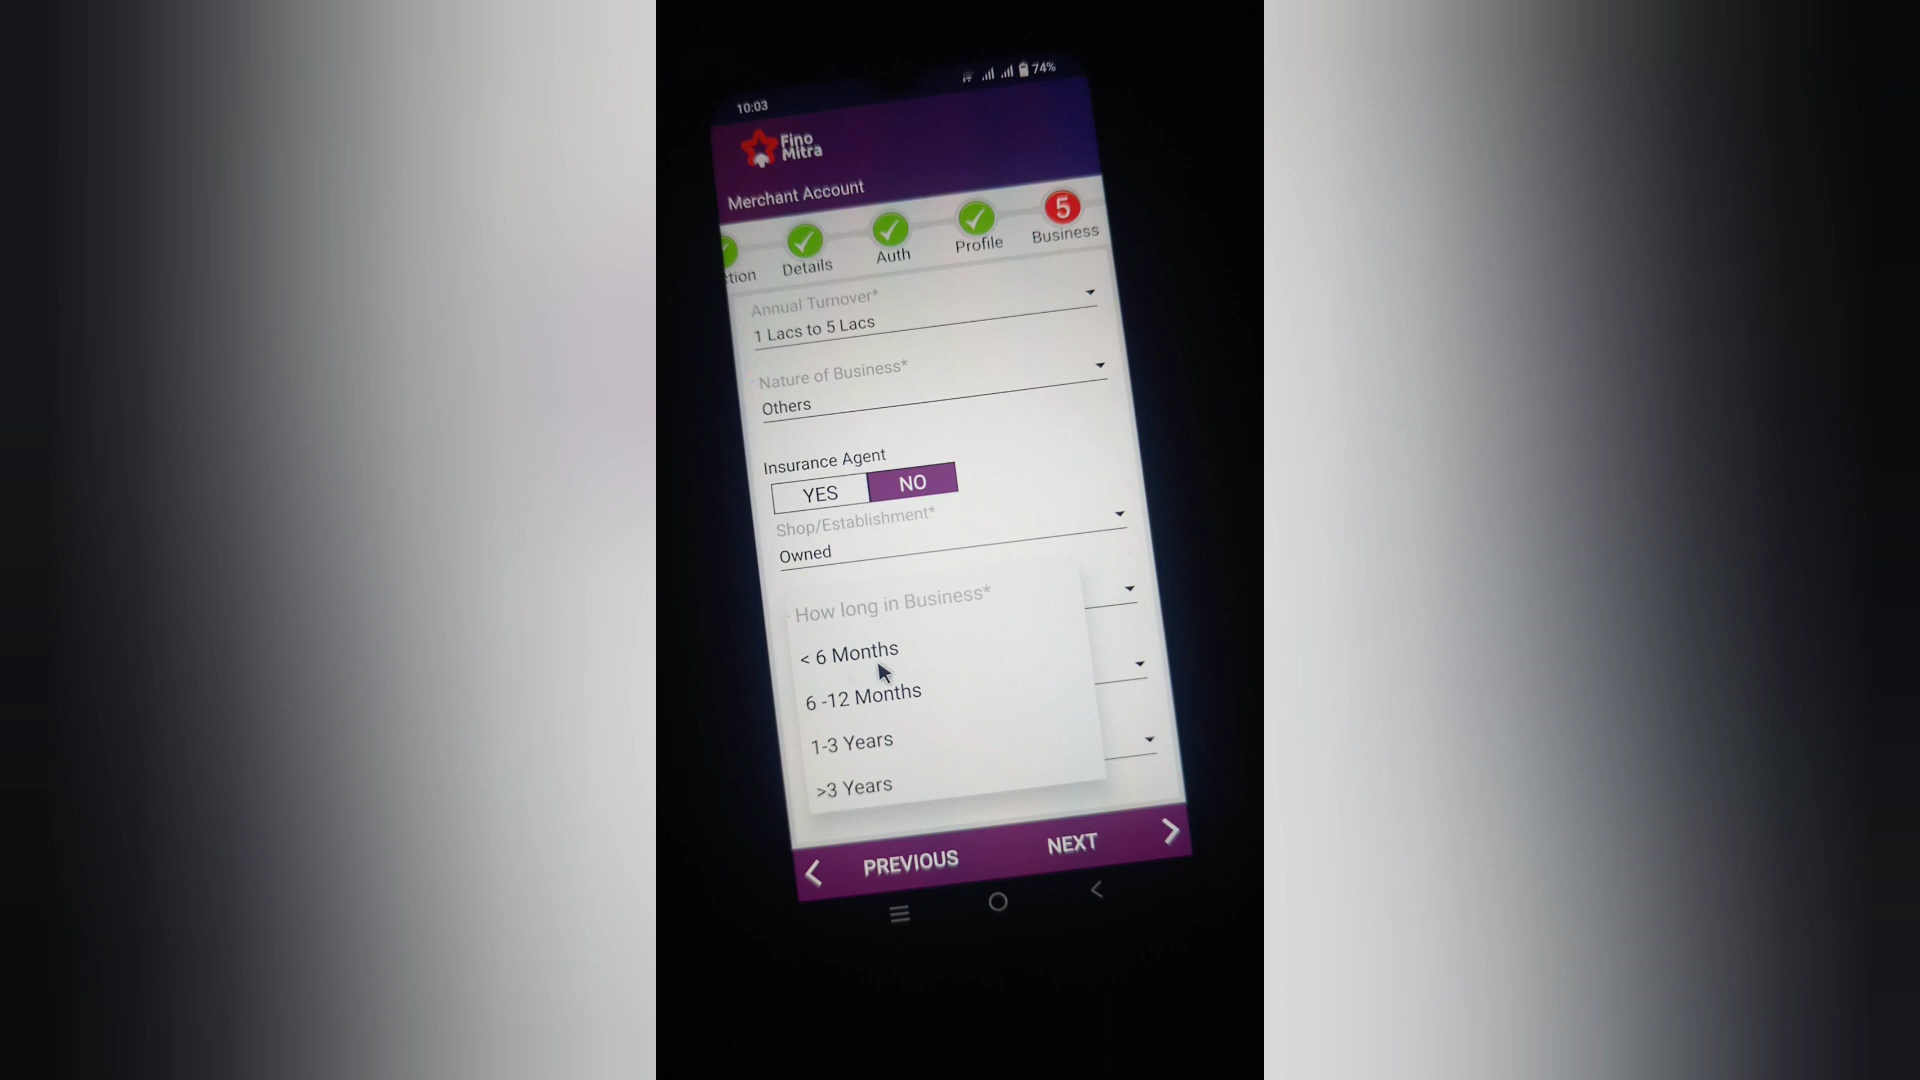 10:03
74%
Fino
Mitra
Merchant Account
tion
Details
Auth
Profile
5
Business
Annual Turnover*
1 Lacs to 5 Lacs
Nature of Business*
Others
Insurance Agent
YES
NO
Shop/Establishment*
Owned
How long in Business*
< 6 Months
6 -12 Months
1-3 Years
>3 Years
PREVIOUS
NEXT